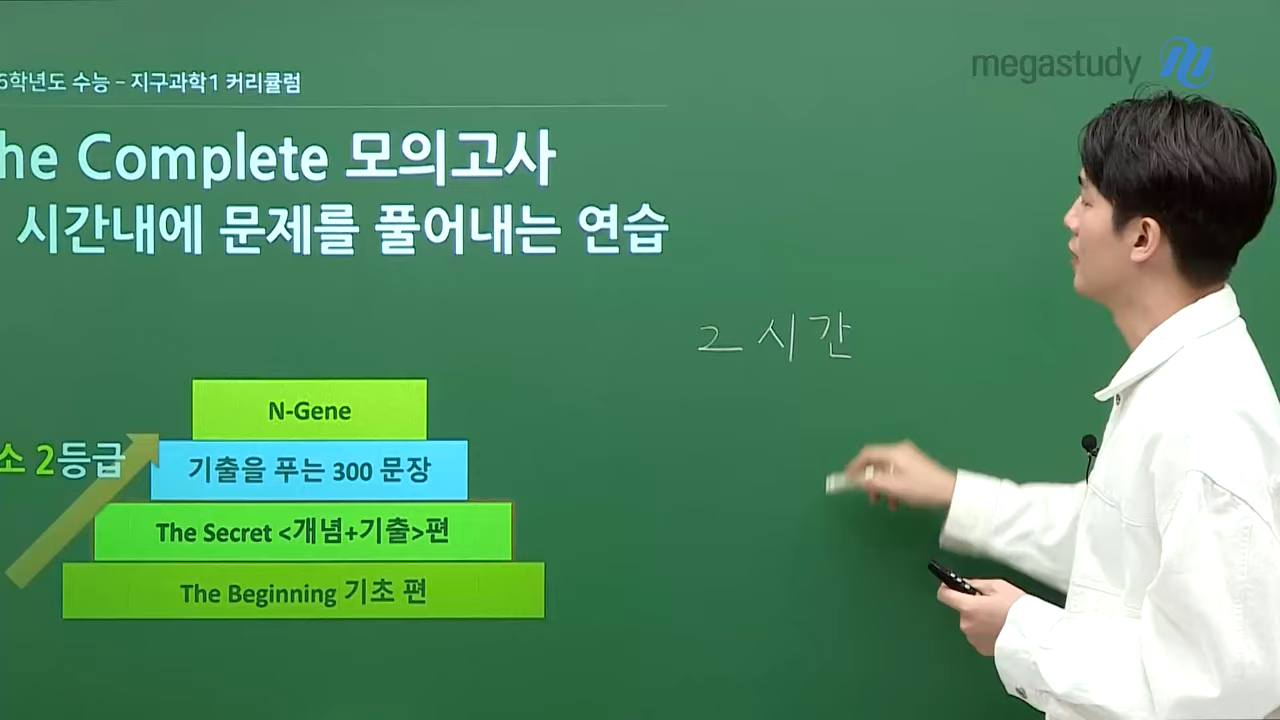 megastudy
6학년도 수능 – 지구과학1 커리큘럼
he Complete 모의고사
시간내에 문제를 풀어내는 연습
2 시간
N-Gene
소 2등급
기출을 푸는 300 문장
The Secret <개념+기출>편
The Beginning 기초 편